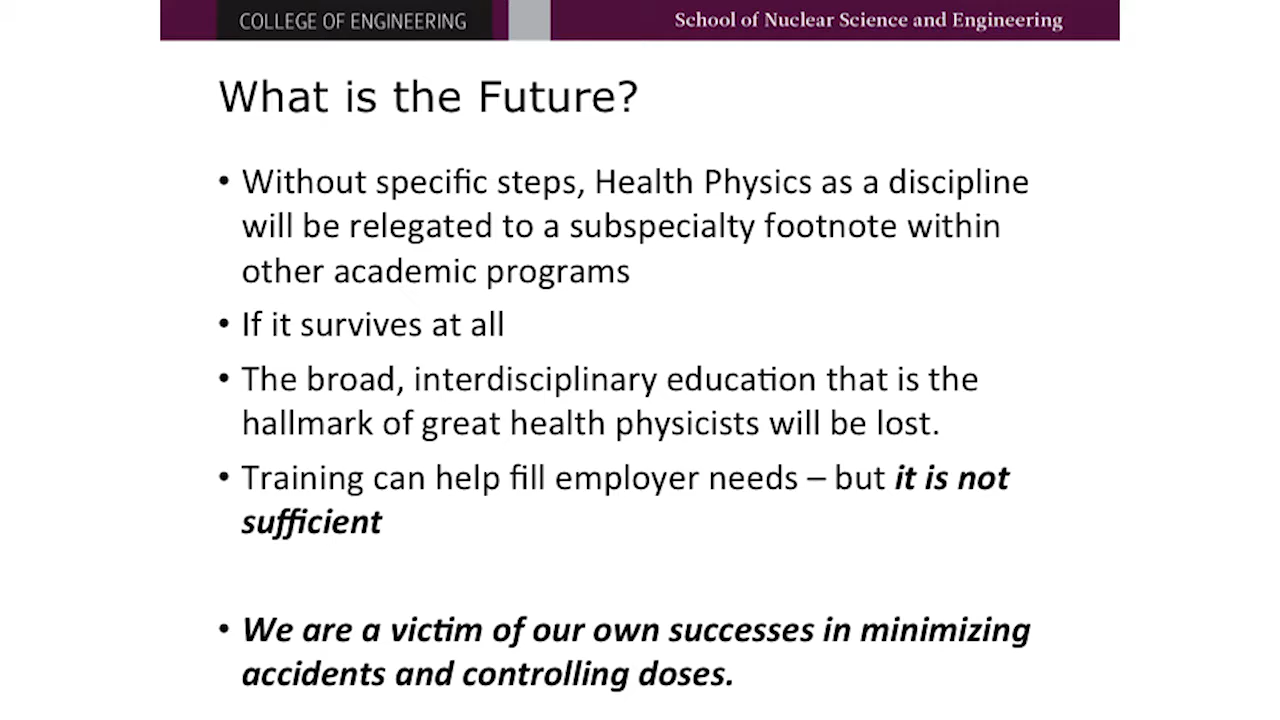 COLLEGE OF ENGINEERING
School of Nuclear Science and Engineering
What is the Future?
• Without specific steps, Health Physics as a discipline
will be relegated to a subspecialty footnote within
other academic programs
• If it survives at all
• The broad, interdisciplinary education that is the
hallmark of great health physicists will be lost.
• Training can help fill employer needs – but it is not
sufficient
• We are a victim of our own successes in minimizing
accidents and controlling doses.